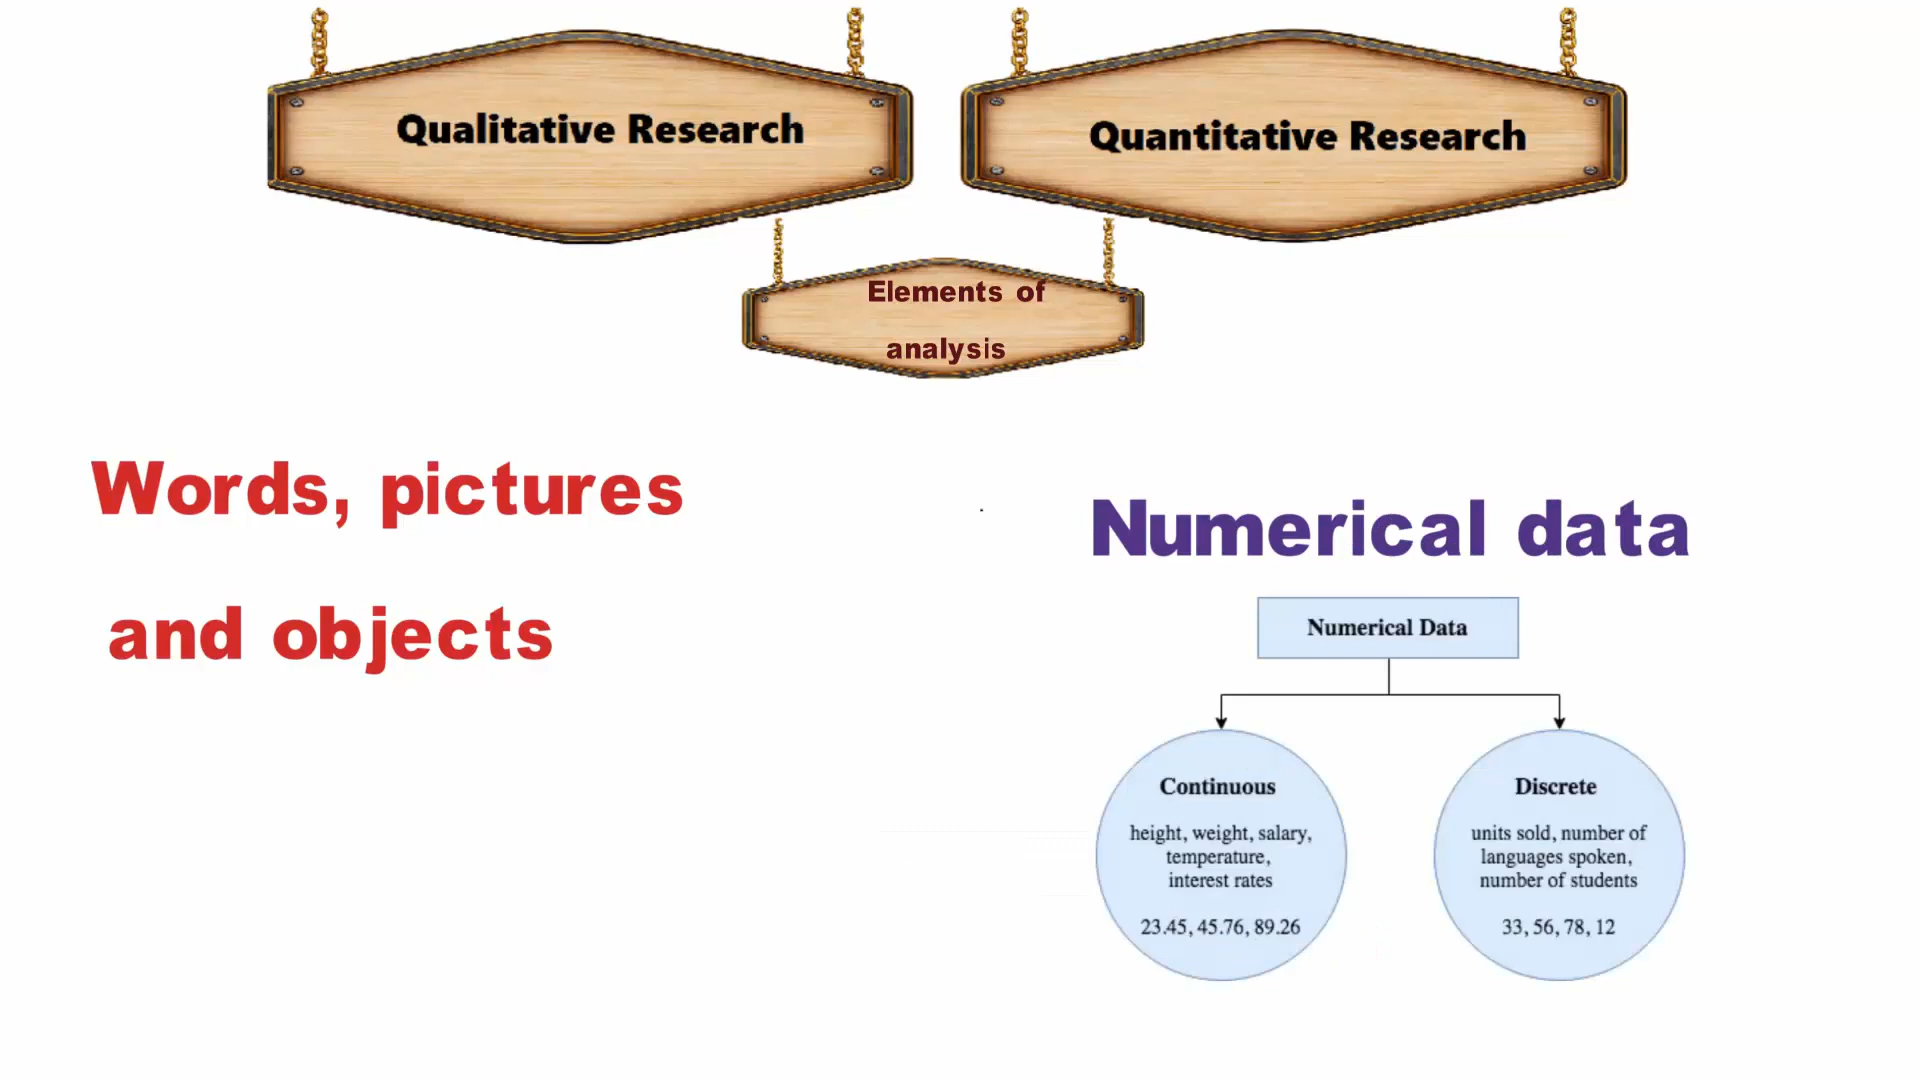 Qualitative Research
Quantitative Research
Elements of
analysis
Words, pictures
and objects
Numerical data
Numerical Data
Continuous
height, weight, salary,
temperature,
interest rates
23.45, 45.76, 89.26
Discrete
units sold, number of
languages spoken,
number of students
33, 56, 78, 12